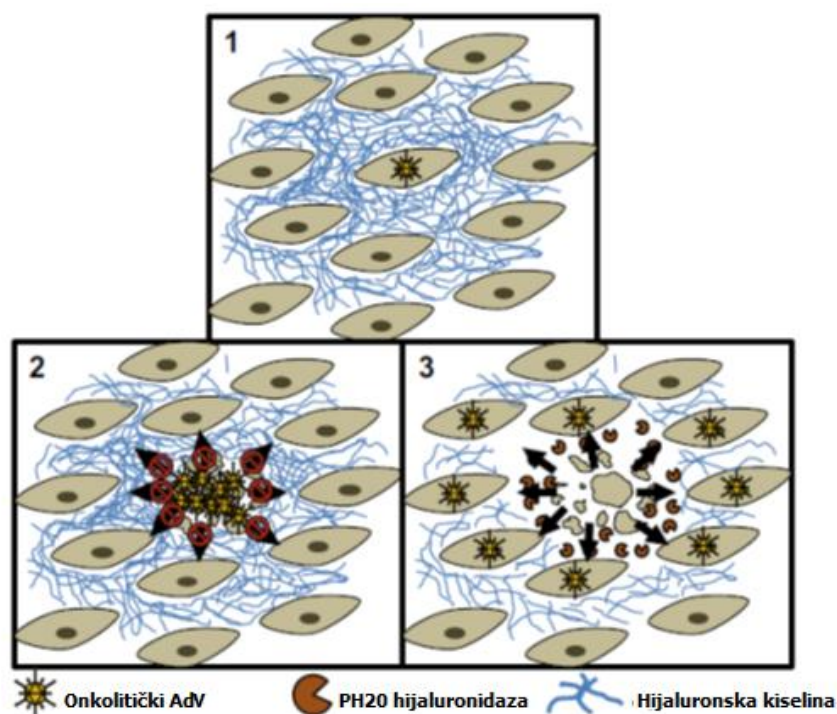 1
2
3
Onkolitički AdV
PH20 hijaluronidaza
Hijaluronska kiselina